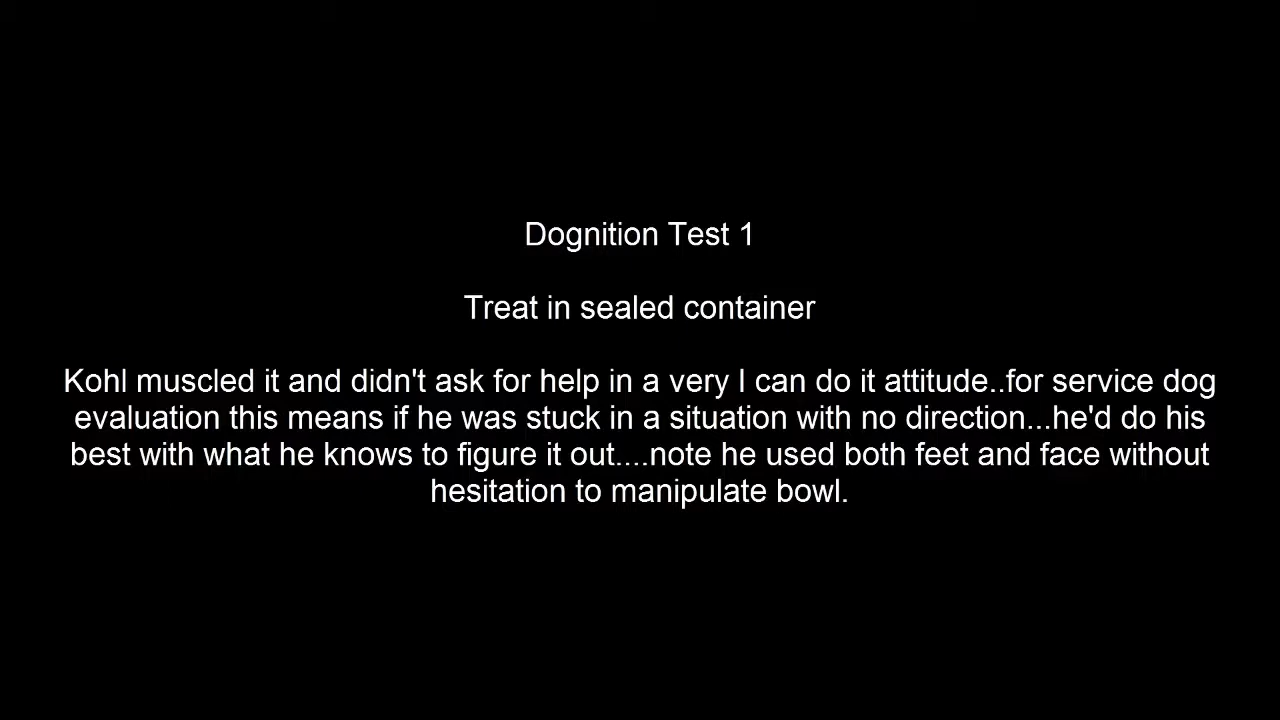 Dognition Test 1
Treat in sealed container
Kohl muscled it and didn't ask for help in a very I can do it attitude..for service dog
evaluation this means if he was stuck in a situation with no direction...he'd do his
best with what he knows to figure it out....note he used both feet and face without
hesitation to manipulate bowl.